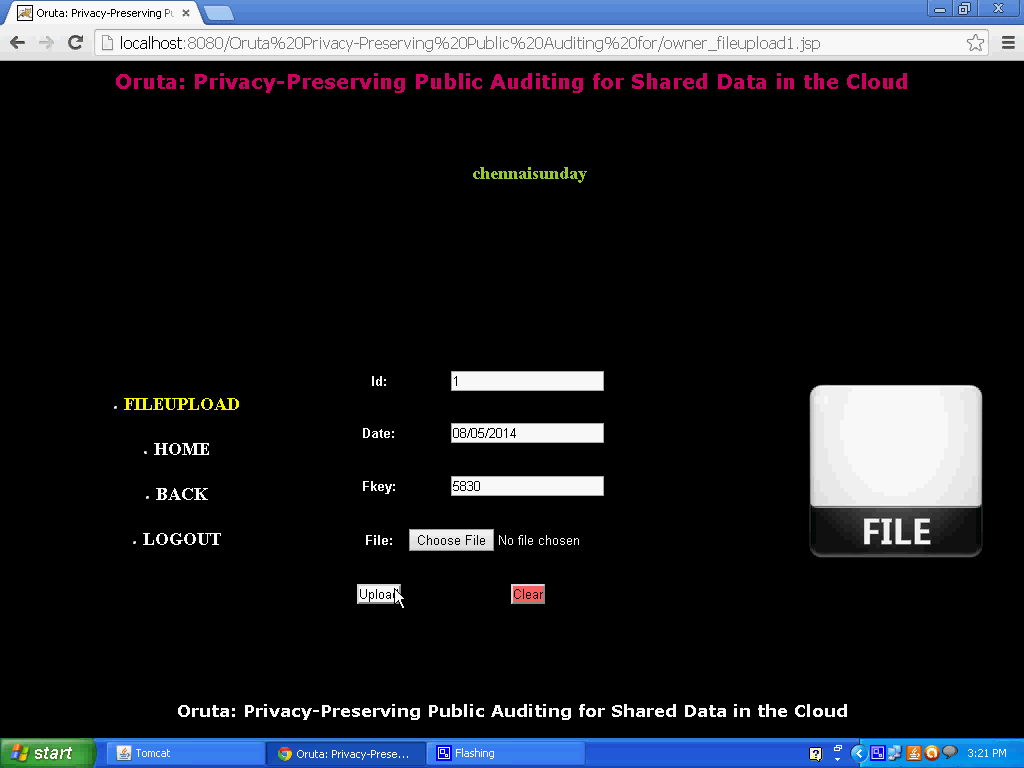 Oruta: Privacy-Preserving Pu
localhost:8080/Oruta%20Privacy-Preserving%20Public%20Auditing%20for/owner_fileupload1.jsp
Oruta: Privacy-Preserving Public Auditing for Shared Data in the Cloud
chennaisunday
Id: 1
FILEUPLOAD
Date: 08/05/2014
HOME
Fkey: 5830
BACK
FILE
LOGOUT
File: Choose File No file chosen
Upload Clear
Oruta: Privacy-Preserving Public Auditing for Shared Data in the Cloud
start Tomcat Oruta: Privacy-Prese... Flashing 3:21 PM